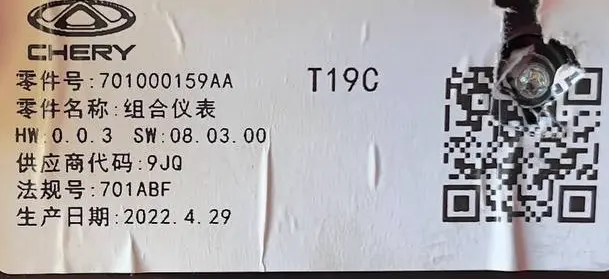 CHERY
零件号:701000159AA T19C
零件名称:组合仪表
HW:0.0.3 SW:08.03.00
供应商代码:9JQ
法规号:701ABF
生产日期:2022.4.29